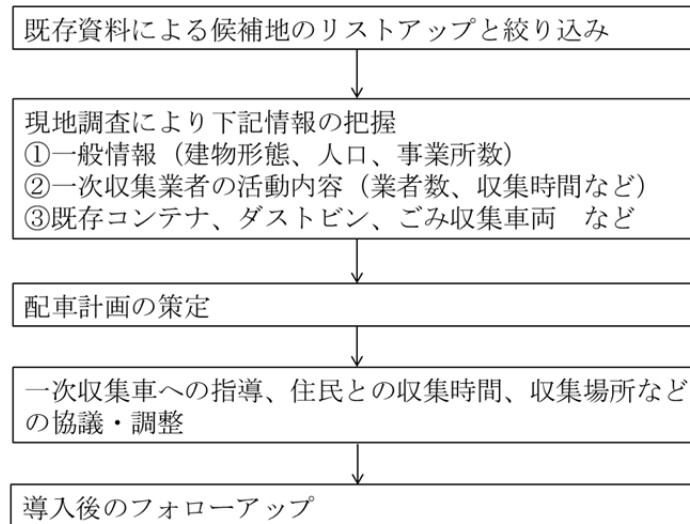 既存資料による候補地のリストアップと絞り込み
現地調査により下記情報の把握
①一般情報（建物形態、人口、事業所数）
②一次収集業者の活動内容（業者数、収集時間など）
③既存コンテナ、ダストビン、ごみ収集車両　など
配車計画の策定
一次収集車への指導、住民との収集時間、収集場所など
の協議・調整
導入後のフォローアップ